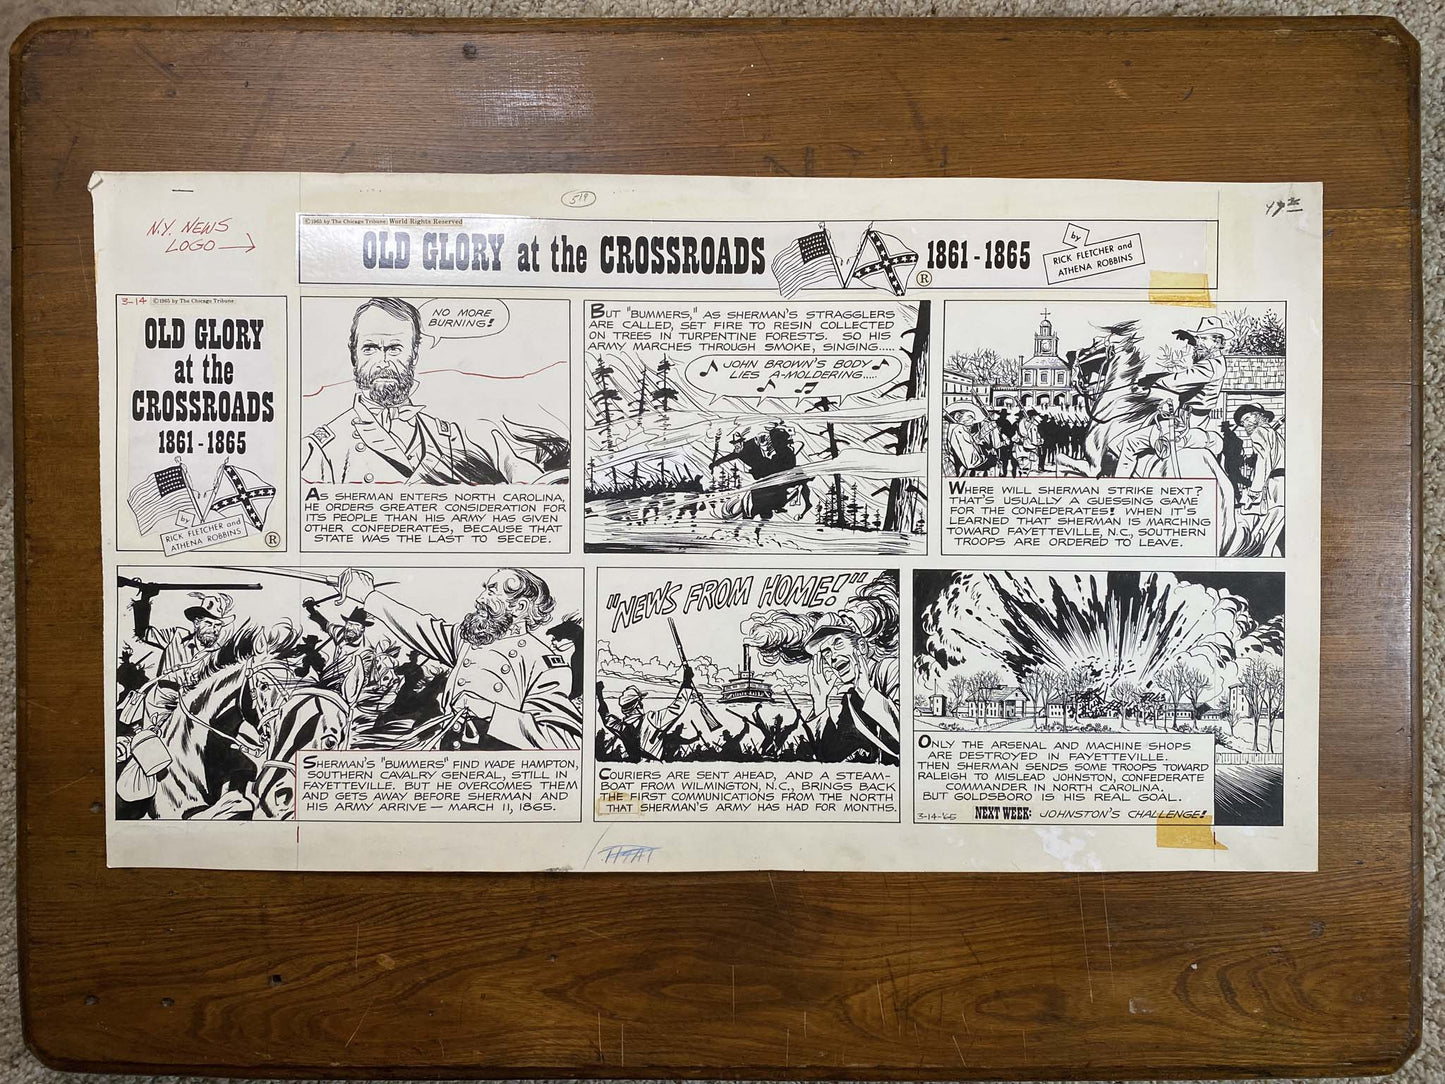 519
N.Y. NEWS
LOGO
©1965 by The Chicago Tribune. World Rights Reserved
OLD GLORY at the CROSSROADS
® 1861-1865
by
RICK FLETCHER and
ATHENA ROBBINS
3-14 ©1965 by The Chicago Tribune
OLD GLORY
at the
CROSSROADS
1861-1865
by
RICK FLETCHER and
ATHENA ROBBINS
®
NO MORE
BURNING!
AS SHERMAN ENTERS NORTH CAROLINA,
HE ORDERS GREATER CONSIDERATION FOR
ITS PEOPLE THAN HIS ARMY HAS GIVEN
OTHER CONFEDERATES, BECAUSE THAT
STATE WAS THE LAST TO SECEDE.
BUT "BUMMERS," AS SHERMAN'S STRAGGLERS
ARE CALLED, SET FIRE TO RESIN COLLECTED
ON TREES IN TURPENTINE FORESTS. SO HIS
ARMY MARCHES THROUGH SMOKE, SINGING.....
JOHN BROWN'S BODY
LIES A-MOLDERING....
WHERE WILL SHERMAN STRIKE NEXT?
THAT'S USUALLY A GUESSING GAME
FOR THE CONFEDERATES! WHEN IT'S
LEARNED THAT SHERMAN IS MARCHING
TOWARD FAYETTEVILLE, N.C., SOUTHERN
TROOPS ARE ORDERED TO LEAVE.
SHERMAN'S "BUMMERS" FIND WADE HAMPTON,
SOUTHERN CAVALRY GENERAL, STILL IN
FAYETTEVILLE. BUT HE OVERCOMES THEM
AND GETS AWAY BEFORE SHERMAN AND
HIS ARMY ARRIVE — MARCH 11, 1865.
"NEWS FROM HOME!"
COURIERS ARE SENT AHEAD, AND A STEAM-
BOAT FROM WILMINGTON, N.C., BRINGS BACK
THE FIRST COMMUNICATIONS FROM THE NORTH
THAT SHERMAN'S ARMY HAS HAD FOR MONTHS.
ONLY THE ARSENAL AND MACHINE SHOPS
ARE DESTROYED IN FAYETTEVILLE.
THEN SHERMAN SENDS SOME TROOPS TOWARD
RALEIGH TO MISLEAD JOHNSTON, CONFEDERATE
COMMANDER IN NORTH CAROLINA.
BUT GOLDSBORO IS HIS REAL GOAL.
3-14-'65 NEXT WEEK: JOHNSTON'S CHALLENGE!
THAT